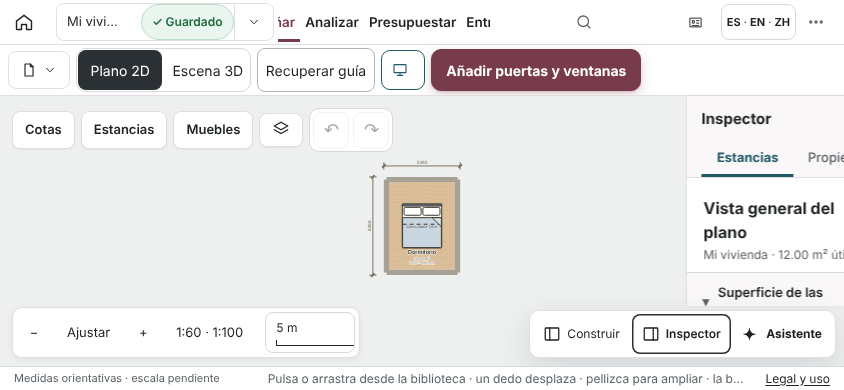 Mi vivi... ✓ Guardado ñar Analizar Presupuestar ES · EN · ZH
Plano 2D Escena 3D Recuperar guía Añadir puertas y ventanas
Cotas Estancias Muebles
Inspector
Estancias
Vista general del
plano
Mi vivienda · 12.00 m² úti
Superficie de las
Dormitorio
− Ajustar + 1:60 · 1:100 5 m
Construir Inspector Asistente
Medidas orientativas · escala pendiente Pulsa o arrastra desde la biblioteca · un dedo desplaza · pellizca para ampliar · la b... Legal y uso